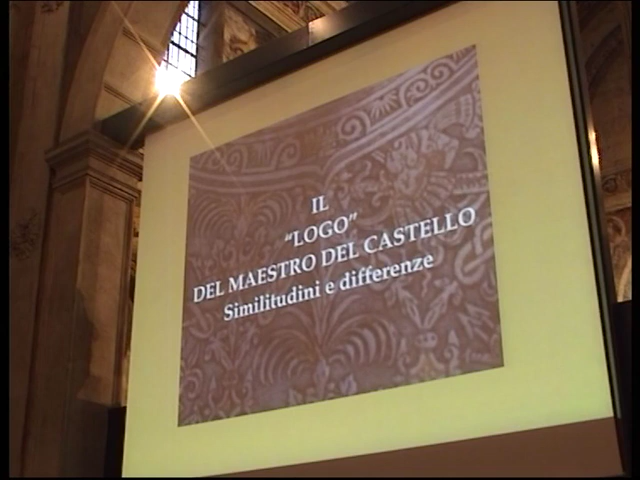 IL
“LOGO”
DEL MAESTRO DEL CASTELLO
Similitudini e differenze